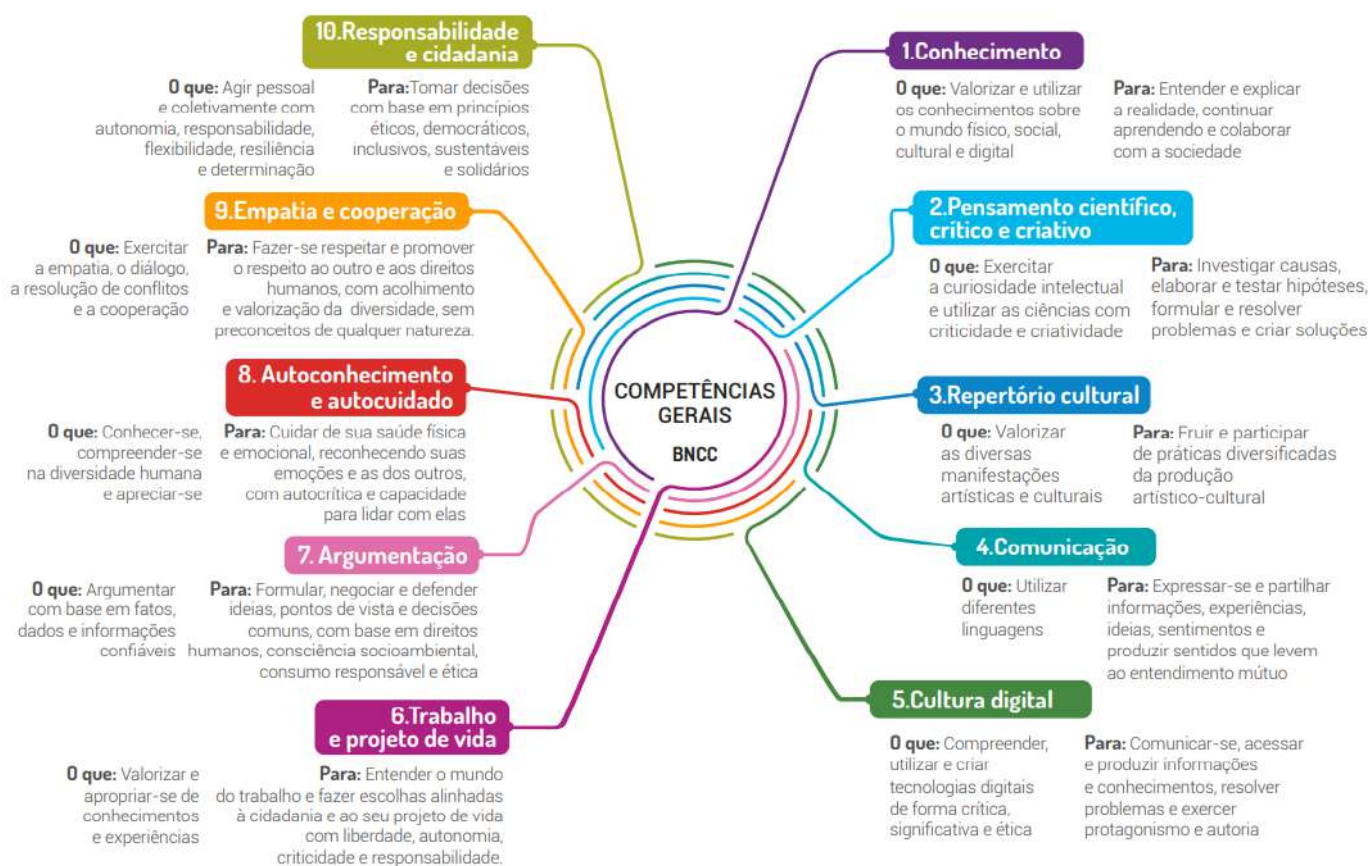 COMPETÊNCIAS
GERAIS
BNCC
1.Conhecimento
O que: Valorizar e utilizar
os conhecimentos sobre
o mundo físico, social,
cultural e digital
Para: Entender e explicar
a realidade, continuar
aprendendo e colaborar
com a sociedade
2.Pensamento científico,
crítico e criativo
O que: Exercitar
a curiosidade intelectual
e utilizar as ciências com
criticidade e criatividade
Para: Investigar causas,
elaborar e testar hipóteses,
formular e resolver
problemas e criar soluções
3.Repertório cultural
O que: Valorizar
as diversas
manifestações
artísticas e culturais
Para: Fruir e participar
de práticas diversificadas
da produção
artístico-cultural
4.Comunicação
O que: Utilizar
diferentes
linguagens
Para: Expressar-se e partilhar
informações, experiências,
ideias, sentimentos e
produzir sentidos que levem
ao entendimento mútuo
5.Cultura digital
O que: Compreender,
utilizar e criar
tecnologias digitais
de forma crítica,
significativa e ética
Para: Comunicar-se, acessar
e produzir informações
e conhecimentos, resolver
problemas e exercer
protagonismo e autoria
6.Trabalho
e projeto de vida
O que: Valorizar e
apropriar-se de
conhecimentos
e experiências
Para: Entender o mundo
do trabalho e fazer escolhas alinhadas
à cidadania e ao seu projeto de vida
com liberdade, autonomia,
criticidade e responsabilidade.
7. Argumentação
O que: Argumentar
com base em fatos,
dados e informações
confiáveis
Para: Formular, negociar e defender
ideias, pontos de vista e decisões
comuns, com base em direitos
humanos, consciência socioambiental,
consumo responsável e ética
8. Autoconhecimento
e autocuidado
O que: Conhecer-se,
compreender-se
na diversidade humana
e apreciar-se
Para: Cuidar de sua saúde física
e emocional, reconhecendo suas
emoções e as dos outros,
com autocrítica e capacidade
para lidar com elas
9.Empatia e cooperação
O que: Exercitar
a empatia, o diálogo,
a resolução de conflitos
e a cooperação
Para: Fazer-se respeitar e promover
o respeito ao outro e aos direitos
humanos, com acolhimento
e valorização da diversidade, sem
preconceitos de qualquer natureza.
10.Responsabilidade
e cidadania
O que: Agir pessoal
e coletivamente com
autonomia, responsabilidade,
flexibilidade, resiliência
e determinação
Para:Tomar decisões
com base em princípios
éticos, democráticos,
inclusivos, sustentáveis
e solidários